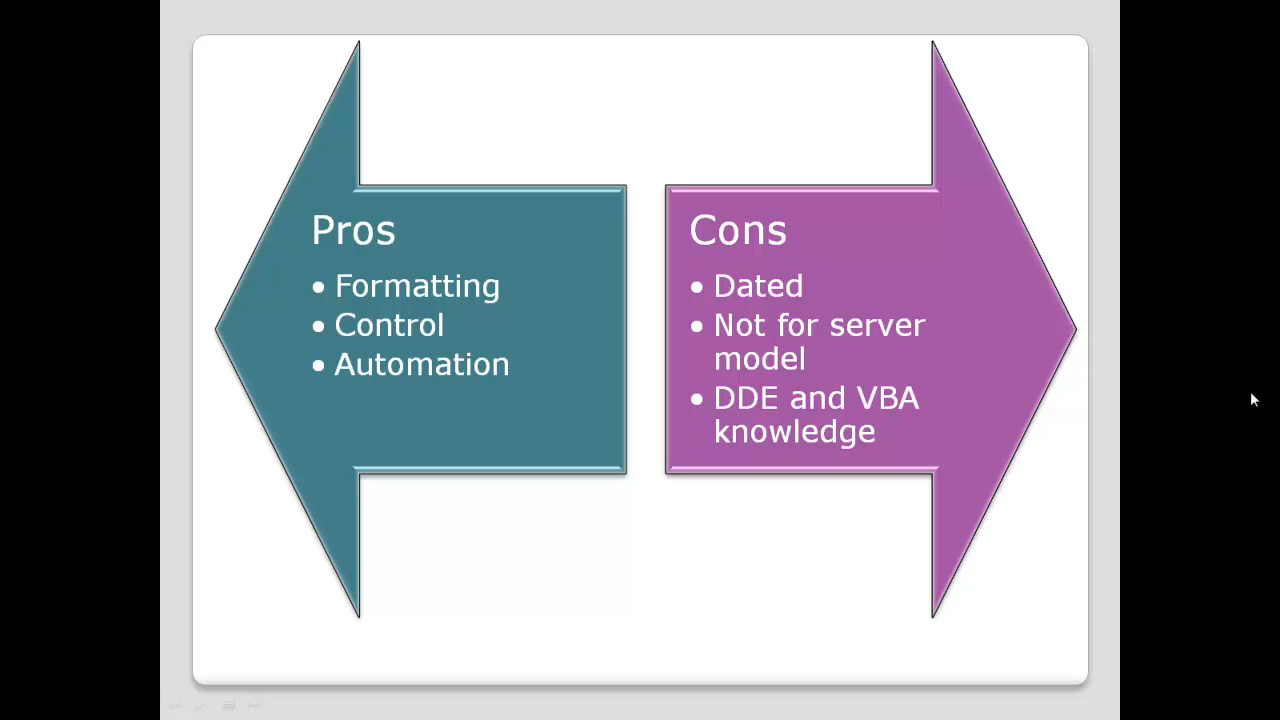 Pros
• Formatting
• Control
• Automation
Cons
• Dated
• Not for server
model
• DDE and VBA
knowledge